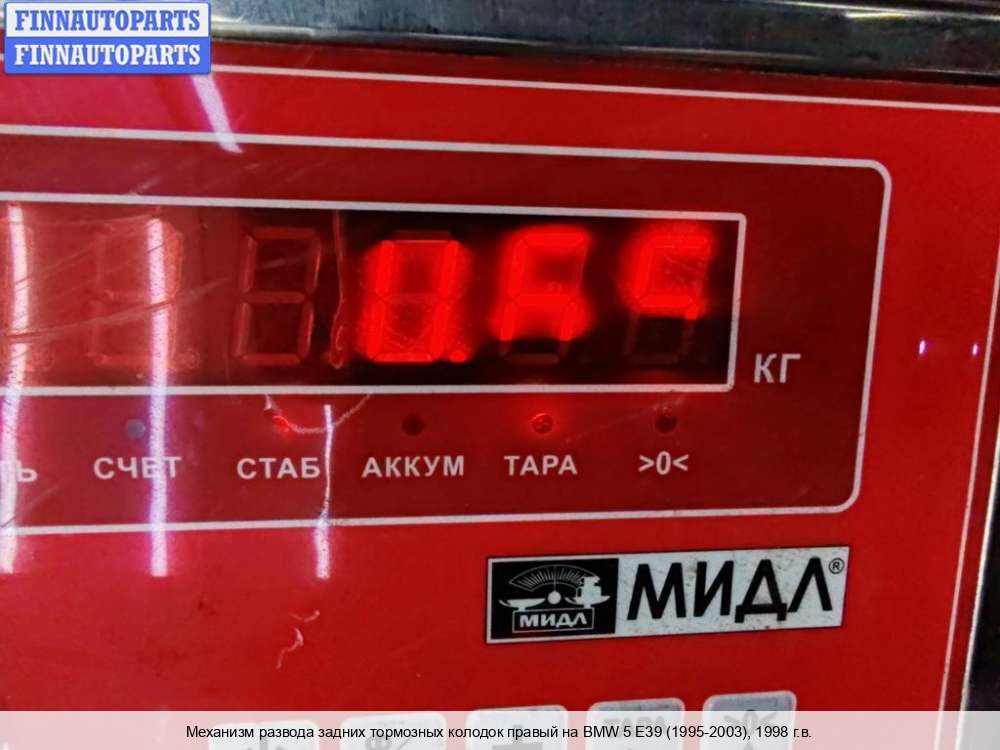 FINNAUTOPARTS
FINNAUTOPARTS
КГ
СЧЕТ СТАБ АККУМ ТАРА >0<
МИДЛ МИДЛ®
ТАРА >0<
Механизм развода задних тормозных колодок правый на BMW 5 E39 (1995-2003), 1998 г.в.